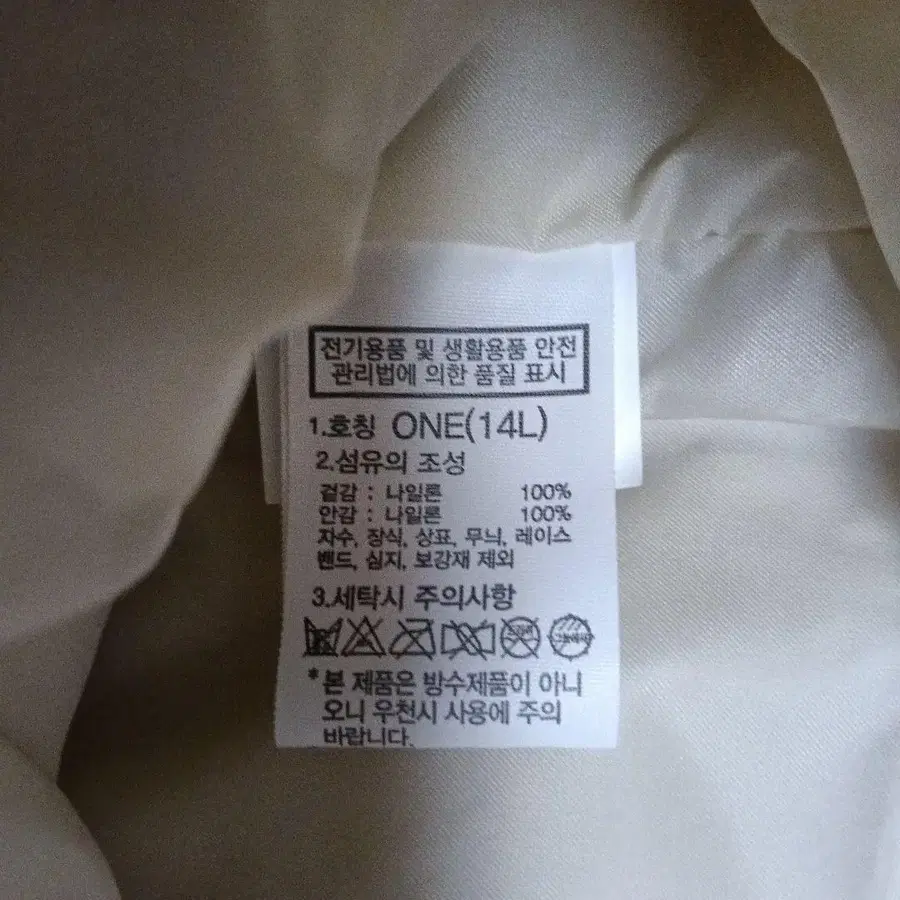 전기용품 및 생활용품 안전
관리법에 의한 품질 표시
1.호칭 ONE(14L)
2.섬유의 조성
겉감 : 나일론 100%
안감 : 나일론 100%
자수, 장식, 상표, 무늬, 레이스
밴드, 심지, 보강재 제외
3.세탁시 주의사항
*본 제품은 방수제품이 아니
오니 우천시 사용에 주의
바랍니다.